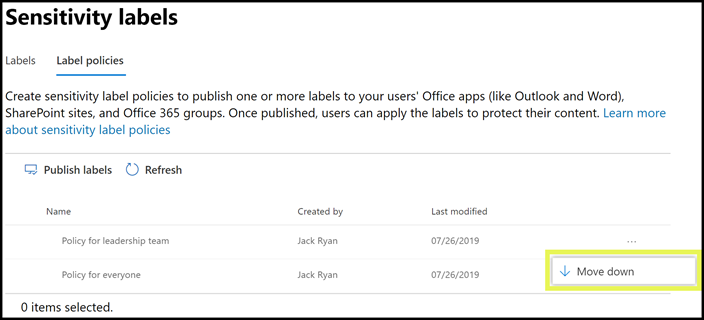 Sensitivity labels
Labels Label policies
Create sensitivity label policies to publish one or more labels to your users' Office apps (like Outlook and Word),
SharePoint sites, and Office 365 groups. Once published, users can apply the labels to protect their content. Learn more
about sensitivity label policies
Publish labels Refresh
Name Created by Last modified
Policy for leadership team Jack Ryan 07/26/2019 ...
Policy for everyone Jack Ryan 07/26/2019 Move down
0 items selected.